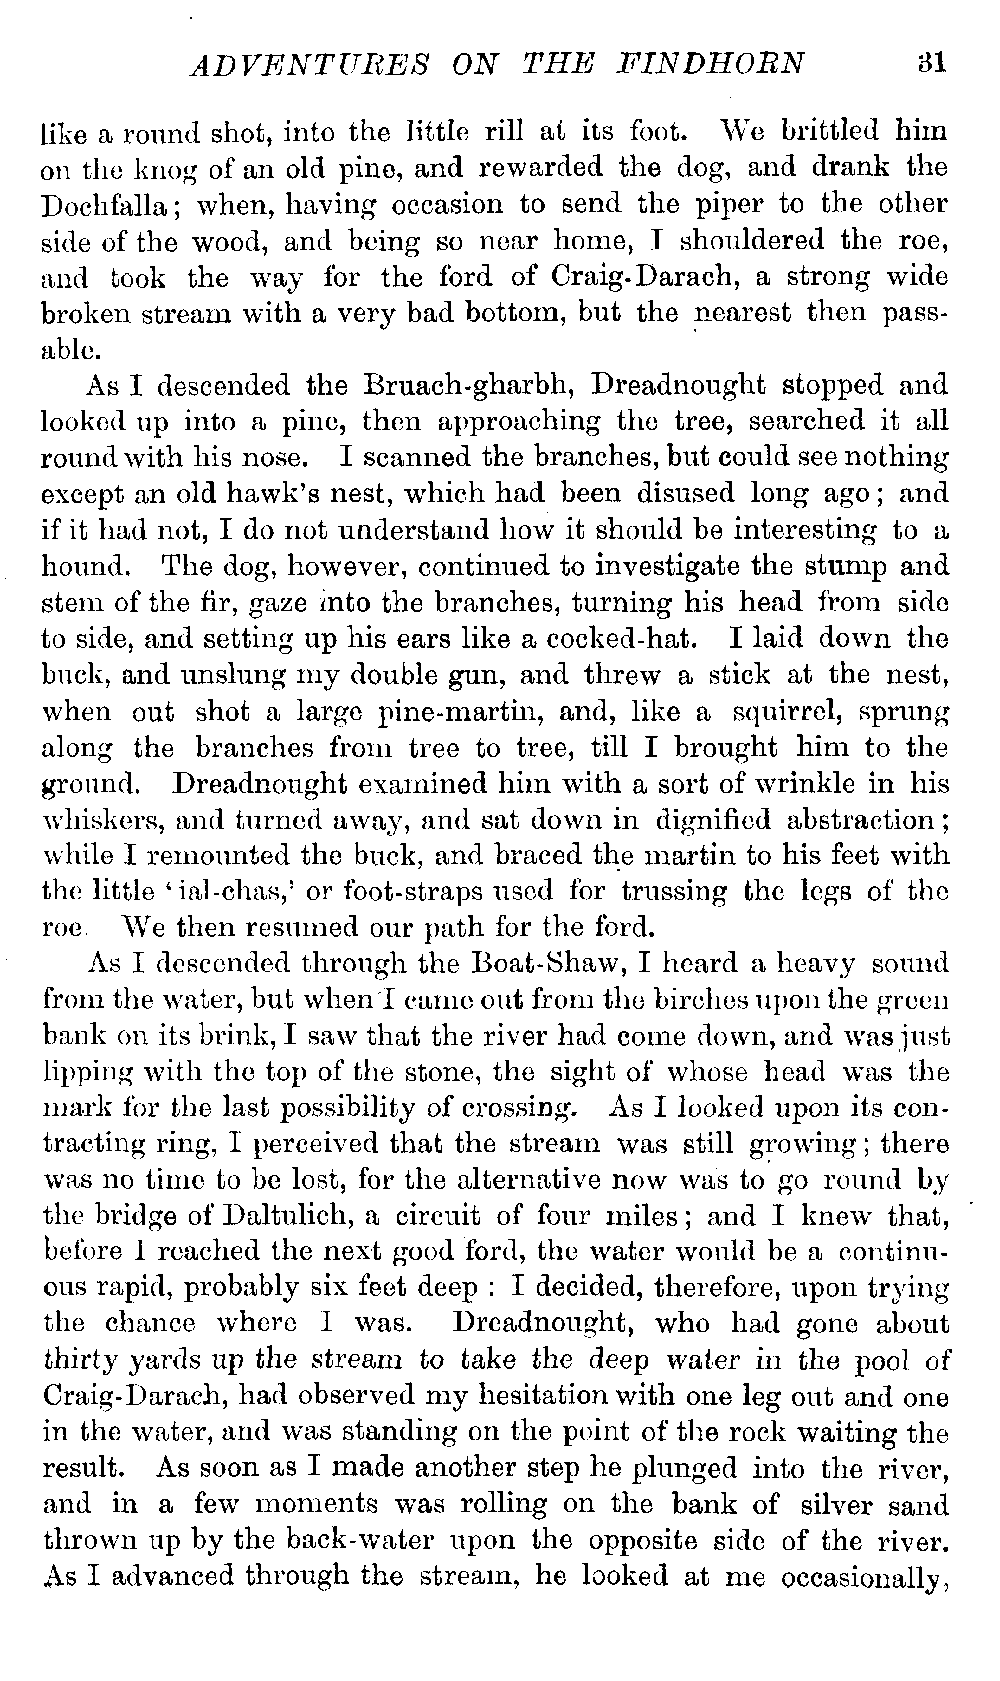 ADVENTURES ON THE FINDHORN 31
like a round shot, into the little rill at its foot. We brittled him
on the knog of an old pine, and rewarded the dog, and drank the
Dochfalla; when, having occasion to send the piper to the other
side of the wood, and being so near home, I shouldered the roe,
and took the way for the ford of Craig-Darach, a strong wide
broken stream with a very bad bottom, but the nearest then pass-
able.
As I descended the Bruach-gharbh, Dreadnought stopped and
looked up into a pine, then approaching the tree, searched it all
round with his nose. I scanned the branches, but could see nothing
except an old hawk's nest, which had been disused long ago; and
if it had not, I do not understand how it should be interesting to a
hound. The dog, however, continued to investigate the stump and
stem of the fir, gaze into the branches, turning his head from side
to side, and setting up his ears like a cocked-hat. I laid down the
buck, and unslung my double gun, and threw a stick at the nest,
when out shot a large pine-martin, and, like a squirrel, sprung
along the branches from tree to tree, till I brought him to the
ground. Dreadnought examined him with a sort of wrinkle in his
whiskers, and turned away, and sat down in dignified abstraction;
while I remounted the buck, and braced the martin to his feet with
the little 'ial-chas,' or foot-straps used for trussing the legs of the
roe. We then resumed our path for the ford.
As I descended through the Boat-Shaw, I heard a heavy sound
from the water, but when I came out from the birches upon the green
bank on its brink, I saw that the river had come down, and was just
lipping with the top of the stone, the sight of whose head was the
mark for the last possibility of crossing. As I looked upon its con-
tracting ring, I perceived that the stream was still growing; there
was no time to be lost, for the alternative now was to go round by
the bridge of Daltulich, a circuit of four miles; and I knew that,
before I reached the next good ford, the water would be a continu-
ous rapid, probably six feet deep : I decided, therefore, upon trying
the chance where I was. Dreadnought, who had gone about
thirty yards up the stream to take the deep water in the pool of
Craig-Darach, had observed my hesitation with one leg out and one
in the water, and was standing on the point of the rock waiting the
result. As soon as I made another step he plunged into the river,
and in a few moments was rolling on the bank of silver sand
thrown up by the back-water upon the opposite side of the river.
As I advanced through the stream, he looked at me occasionally,